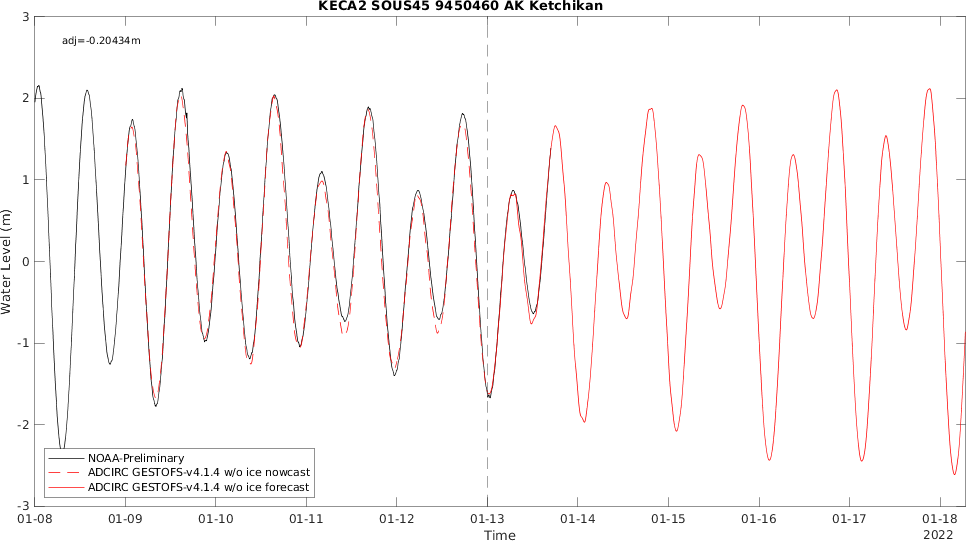 KECA2 SOUS45 9450460 AK Ketchikan
adj=-0.20434m
3
2
1
0
-1
-2
-3
Water Level (m)
NOAA-Preliminary
ADCIRC GESTOFS-v4.1.4 w/o ice nowcast
ADCIRC GESTOFS-v4.1.4 w/o ice forecast
01-08 01-09 01-10 01-11 01-12 01-13 01-14 01-15 01-16 01-17 01-18
Time
2022